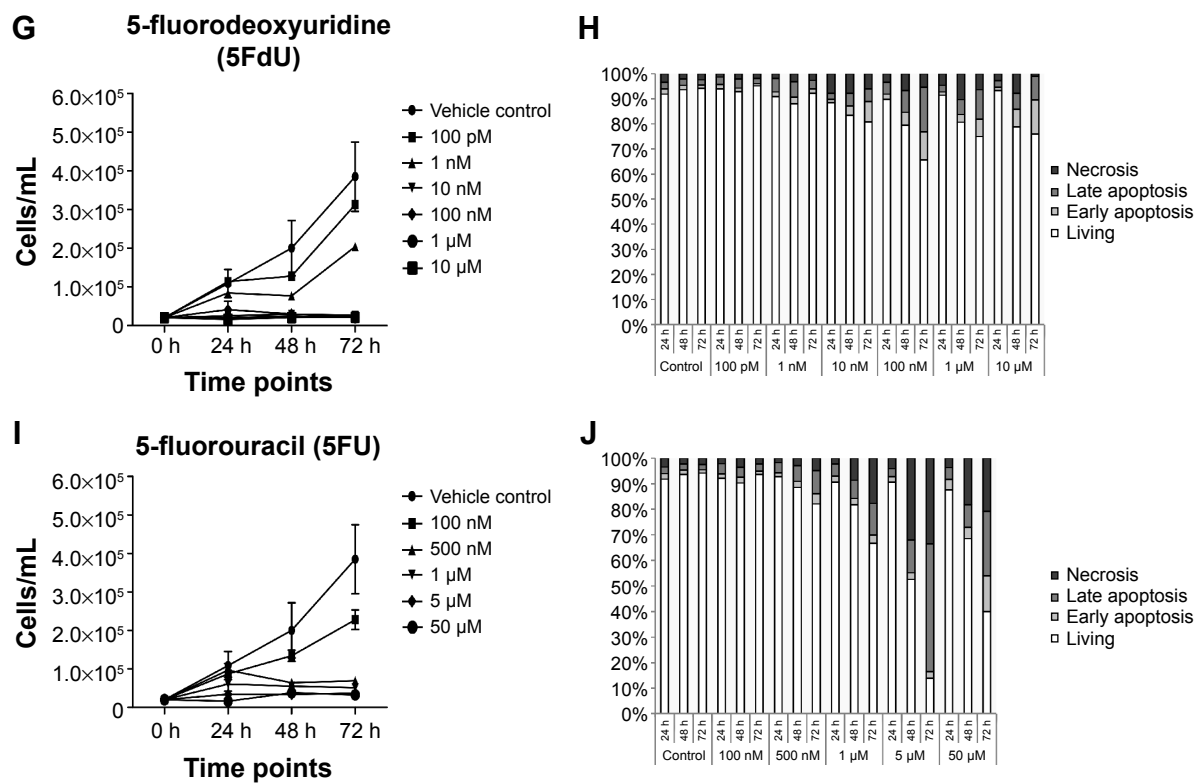 G
5-fluorodeoxyuridine
(5FdU)
6.0×10⁵
5.0×10⁵
4.0×10⁵
3.0×10⁵
2.0×10⁵
1.0×10⁵
0
Cells/mL
0 h 24 h 48 h 72 h
Time points
Vehicle control
100 pM
1 nM
10 nM
100 nM
1 µM
10 µM
H
100%
90%
80%
70%
60%
50%
40%
30%
20%
10%
0%
24 h 48 h 72 h 24 h 48 h 72 h 24 h 48 h 72 h 24 h 48 h 72 h 24 h 48 h 72 h 24 h 48 h 72 h 24 h 48 h 72 h
Control 100 pM 1 nM 10 nM 100 nM 1 µM 10 µM
Necrosis
Late apoptosis
Early apoptosis
Living
I
5-fluorouracil (5FU)
6.0×10⁵
5.0×10⁵
4.0×10⁵
3.0×10⁵
2.0×10⁵
1.0×10⁵
0
Cells/mL
0 h 24 h 48 h 72 h
Time points
Vehicle control
100 nM
500 nM
1 µM
5 µM
50 µM
J
100%
90%
80%
70%
60%
50%
40%
30%
20%
10%
0%
24 h 48 h 72 h 24 h 48 h 72 h 24 h 48 h 72 h 24 h 48 h 72 h 24 h 48 h 72 h 24 h 48 h 72 h
Control 100 nM 500 nM 1 µM 5 µM 50 µM
Necrosis
Late apoptosis
Early apoptosis
Living